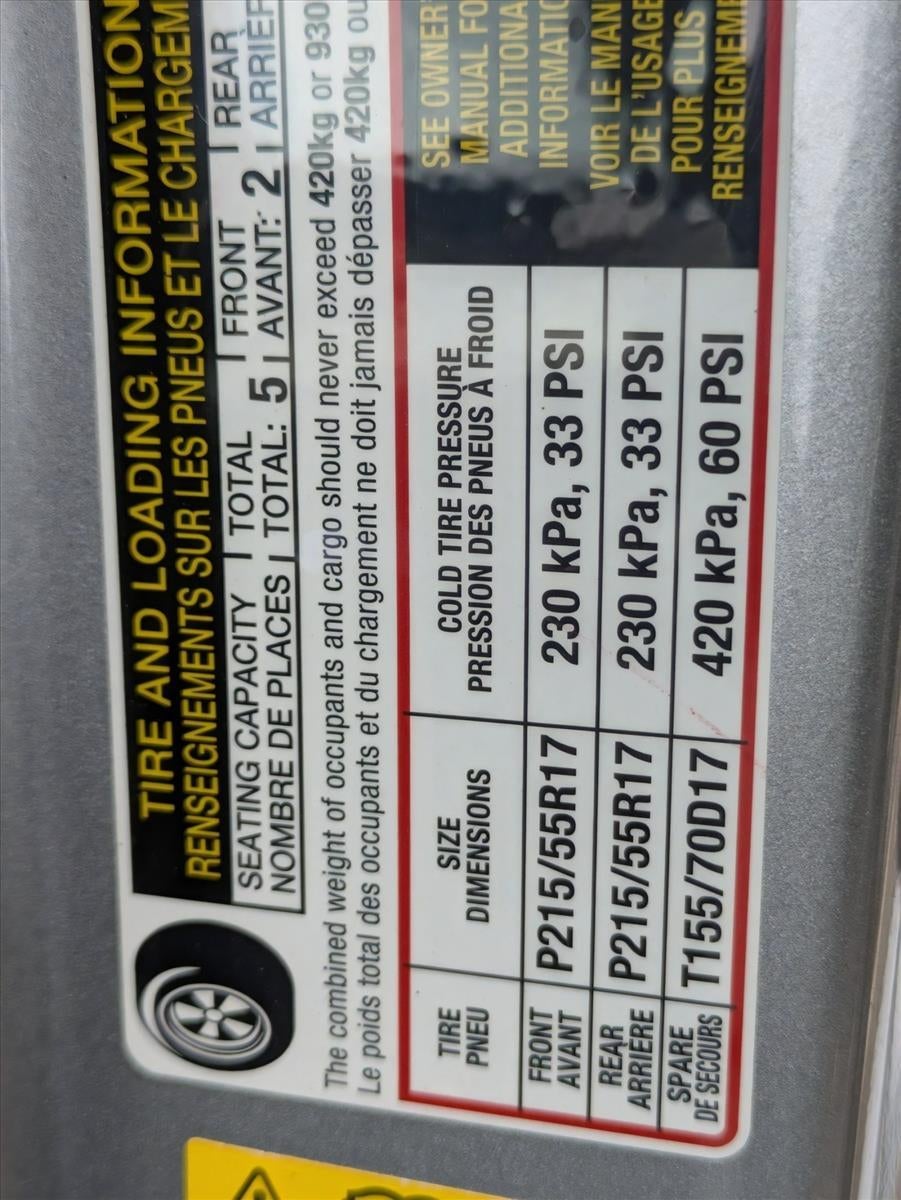 TIRE AND LOADING INFORMATION
RENSEIGNEMENTS SUR LES PNEUS ET LE CHARGEM
SEATING CAPACITY TOTAL FRONT REAR
NOMBRE DE PLACES TOTAL: 5 AVANT: 2 ARRIÈR
The combined weight of occupants and cargo should never exceed 420kg or 930
Le poids total des occupants et du chargement ne doit jamais dépasser 420kg ou
TIRE
PNEU
SIZE
DIMENSIONS
COLD TIRE PRESSURE
PRESSION DES PNEUS À FROID
FRONT
AVANT
P215/55R17
230 kPa, 33 PSI
REAR
ARRIÈRE
P215/55R17
230 kPa, 33 PSI
SPARE
DE SECOURS
T155/70D17
420 kPa, 60 PSI
SEE OWNER
MANUAL FO
ADDITIONA
INFORMATIO
VOIR LE MAN
DE L'USAGE
POUR PLUS
RENSEIGNEM